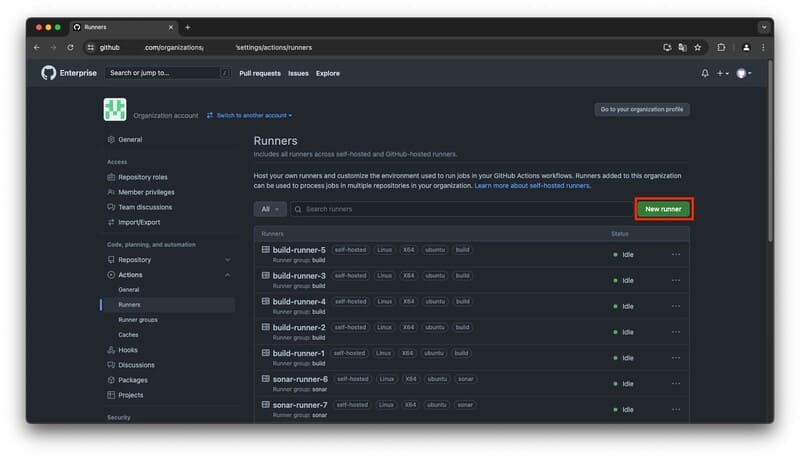 Runners
github .com/organizations/ 'settings/actions/runners
Enterprise Search or jump to... / Pull requests Issues Explore
Organization account Switch to another account Go to your organization profile
General
Access
Repository roles
Member privileges
Team discussions
Import/Export
Code, planning, and automation
Repository
Actions
General
Runners
Runner groups
Caches
Hooks
Discussions
Packages
Projects
Security
Runners
Includes all runners across self-hosted and GitHub-hosted runners.
Host your own runners and customize the environment used to run jobs in your GitHub Actions workflows. Runners added to this organization
can be used to process jobs in multiple repositories in your organization. Learn more about self-hosted runners.
All Search runners New runner
Runners Status
build-runner-5 self-hosted Linux X64 ubuntu build Idle
Runner group: build
build-runner-3 self-hosted Linux X64 ubuntu build Idle
Runner group: build
build-runner-4 self-hosted Linux X64 ubuntu build Idle
Runner group: build
build-runner-2 self-hosted Linux X64 ubuntu build Idle
Runner group: build
build-runner-1 self-hosted Linux X64 ubuntu build Idle
Runner group: build
sonar-runner-6 self-hosted Linux X64 ubuntu sonar Idle
Runner group: sonar
sonar-runner-7 self-hosted Linux X64 ubuntu sonar Idle
Runner group: sonar